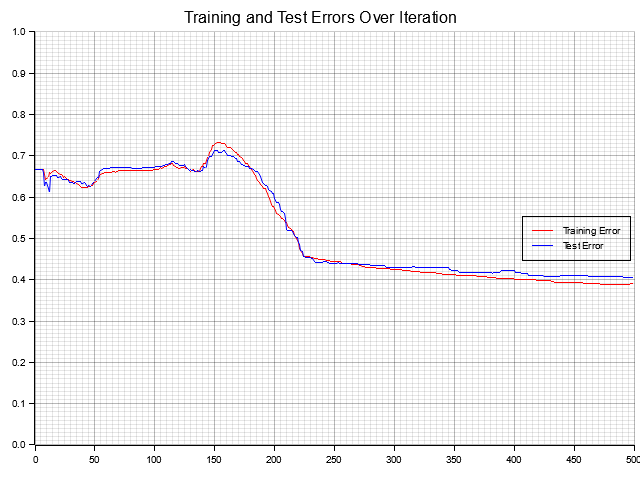 Training and Test Errors Over Iteration
1.0
0.9
0.8
0.7
0.6
0.5
0.4
0.3
0.2
0.1
0.0
Training Error
Test Error
0 50 100 150 200 250 300 350 400 450 500